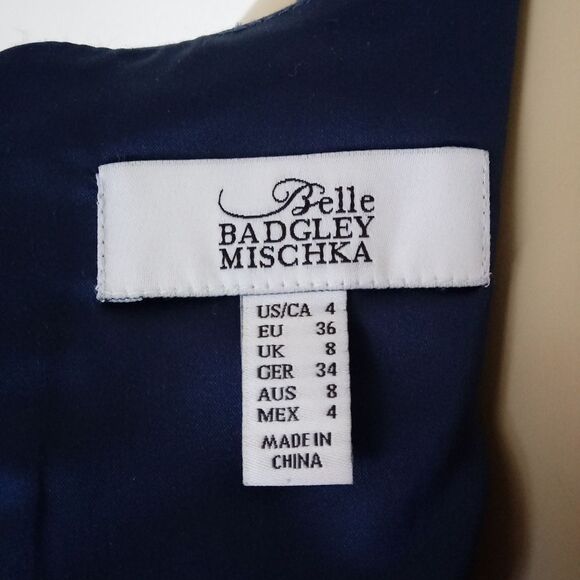 Belle
BADGLEY
MISCHKA
US/CA 4
EU 36
UK 8
GER 34
AUS 8
MEX 4
MADE IN
CHINA